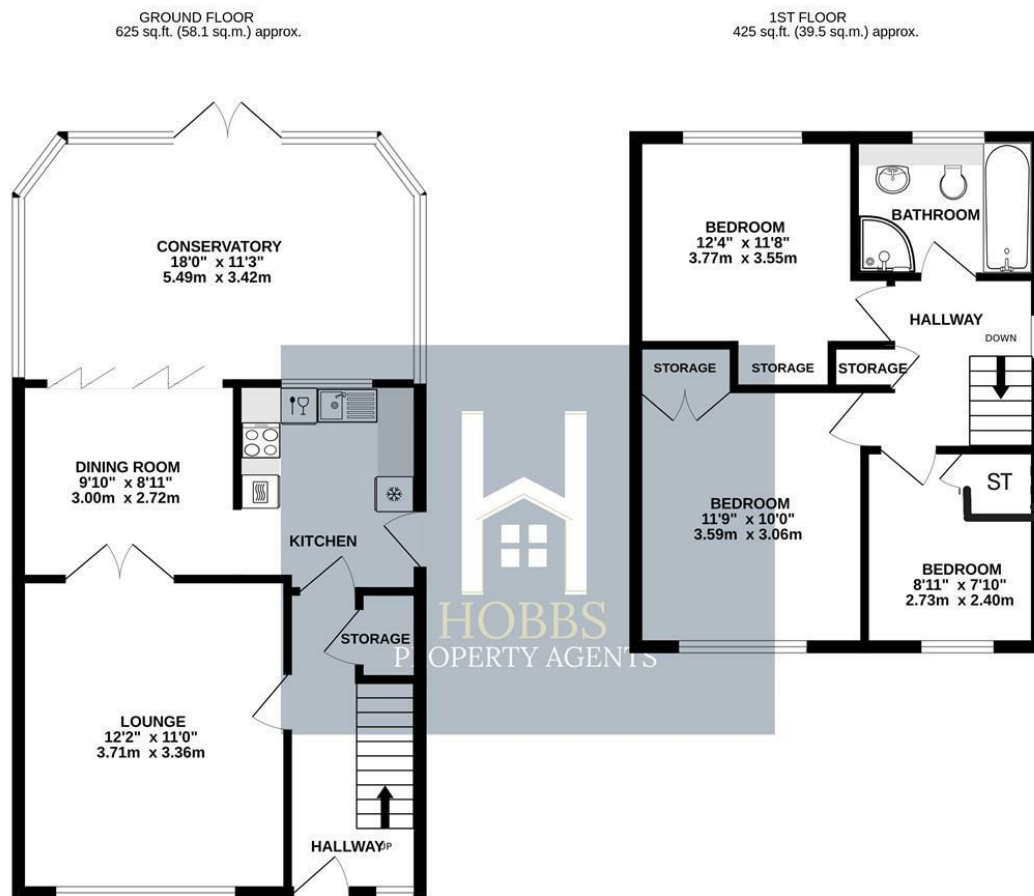 GROUND FLOOR
625 sq.ft. (58.1 sq.m.) approx.
1ST FLOOR
425 sq.ft. (39.5 sq.m.) approx.
CONSERVATORY
18'0" x 11'3"
5.49m x 3.42m
DINING ROOM
9'10" x 8'11"
3.00m x 2.72m
KITCHEN
STORAGE
LOUNGE
12'2" x 11'0"
3.71m x 3.36m
HALLWAY
UP
BEDROOM
12'4" x 11'8"
3.77m x 3.55m
BATHROOM
HALLWAY
DOWN
STORAGE
STORAGE
STORAGE
BEDROOM
11'9" x 10'0"
3.59m x 3.06m
ST
BEDROOM
8'11" x 7'10"
2.73m x 2.40m
HOBBS
PROPERTY AGENTS